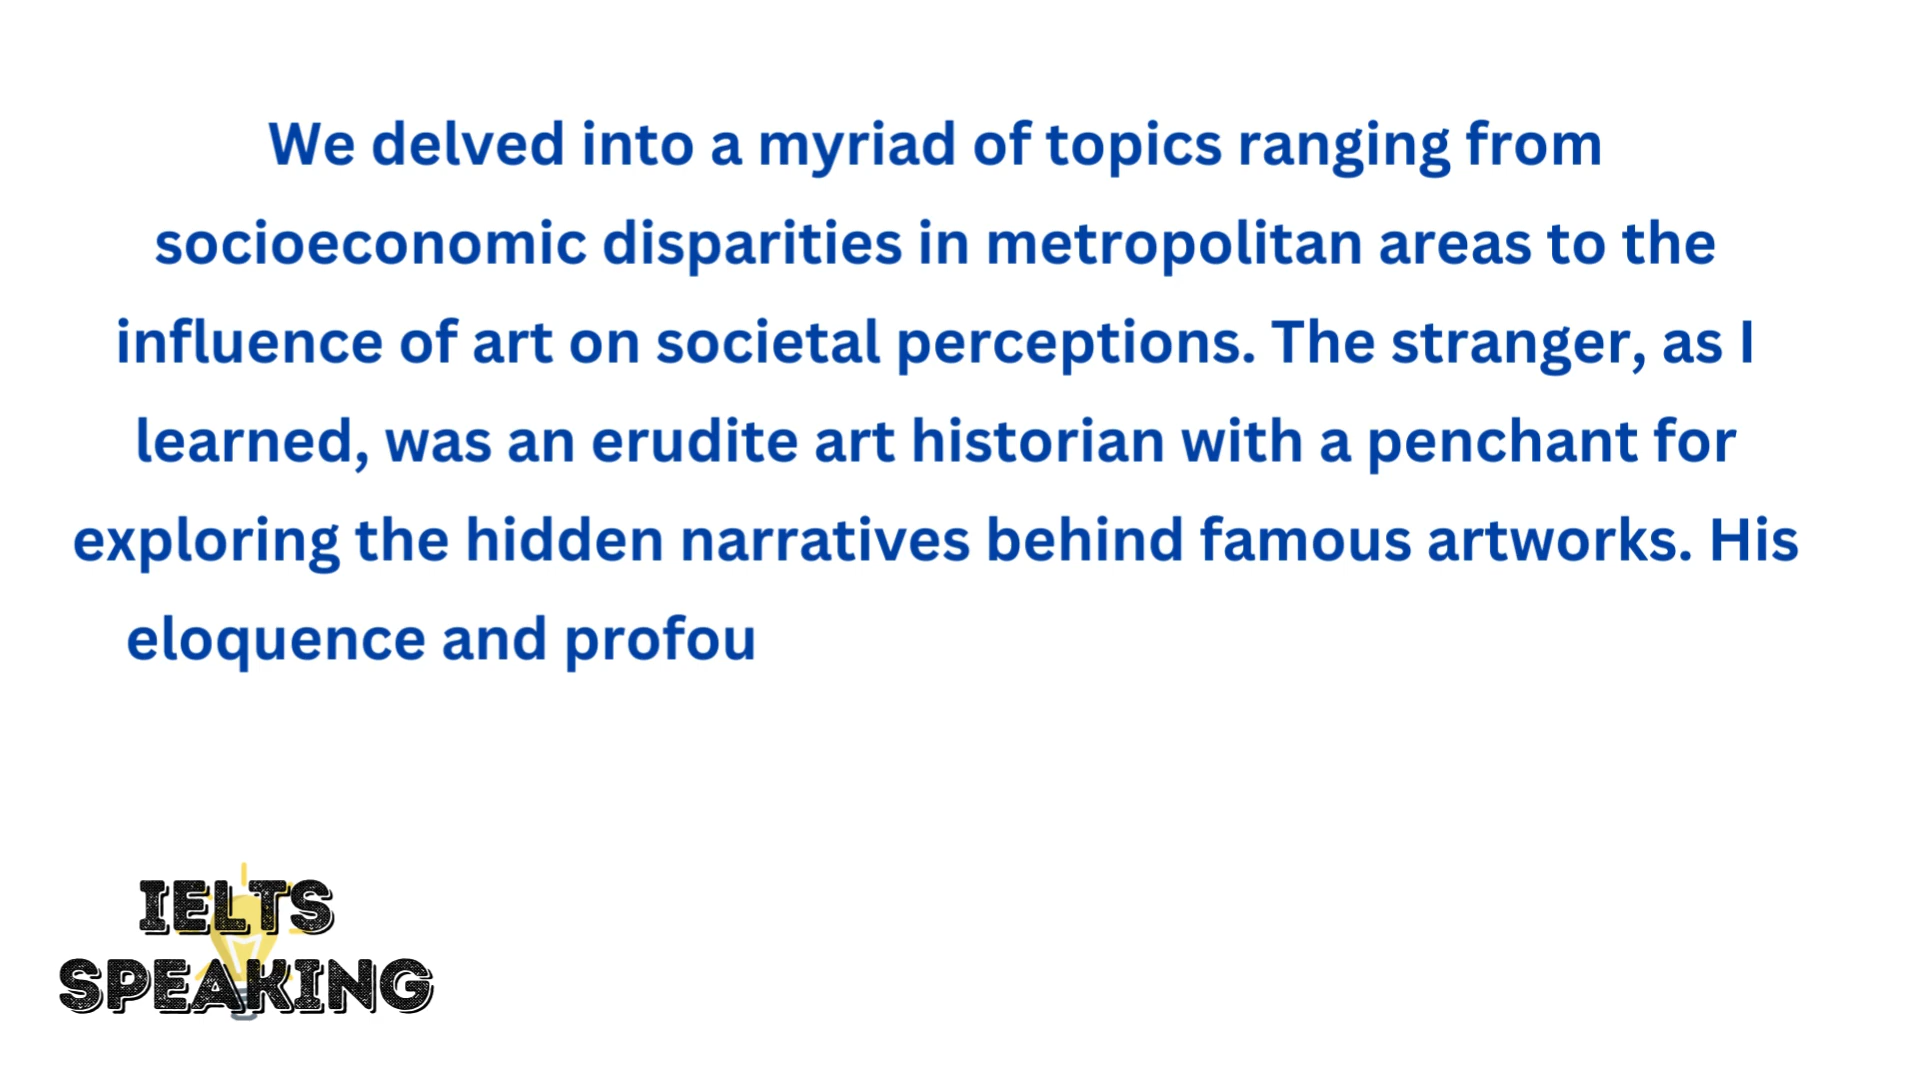 We delved into a myriad of topics ranging from
socioeconomic disparities in metropolitan areas to the
influence of art on societal perceptions. The stranger, as I
learned, was an erudite art historian with a penchant for
exploring the hidden narratives behind famous artworks. His
eloquence and profou
IELTS
SPEAKING